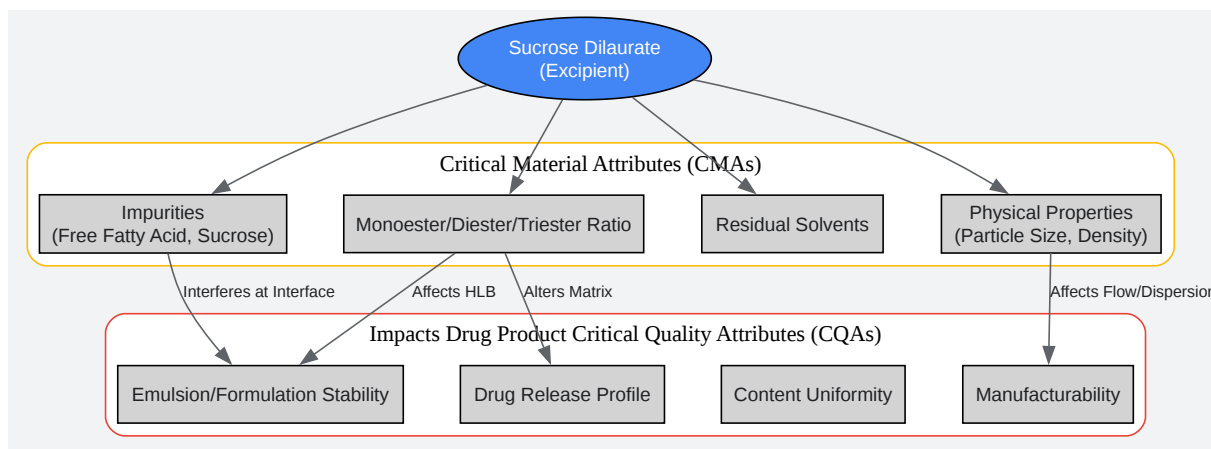 Sucrose Dilaurate
(Excipient)
Critical Material Attributes (CMAs)
Impurities
(Free Fatty Acid, Sucrose)
Monoester/Diester/Triester Ratio
Residual Solvents
Physical Properties
(Particle Size, Density)
Interferes at Interface
Affects HLB
Alters Matrix
Affects Flow/Dispersion
Impacts Drug Product Critical Quality Attributes (CQAs)
Emulsion/Formulation Stability
Drug Release Profile
Content Uniformity
Manufacturability